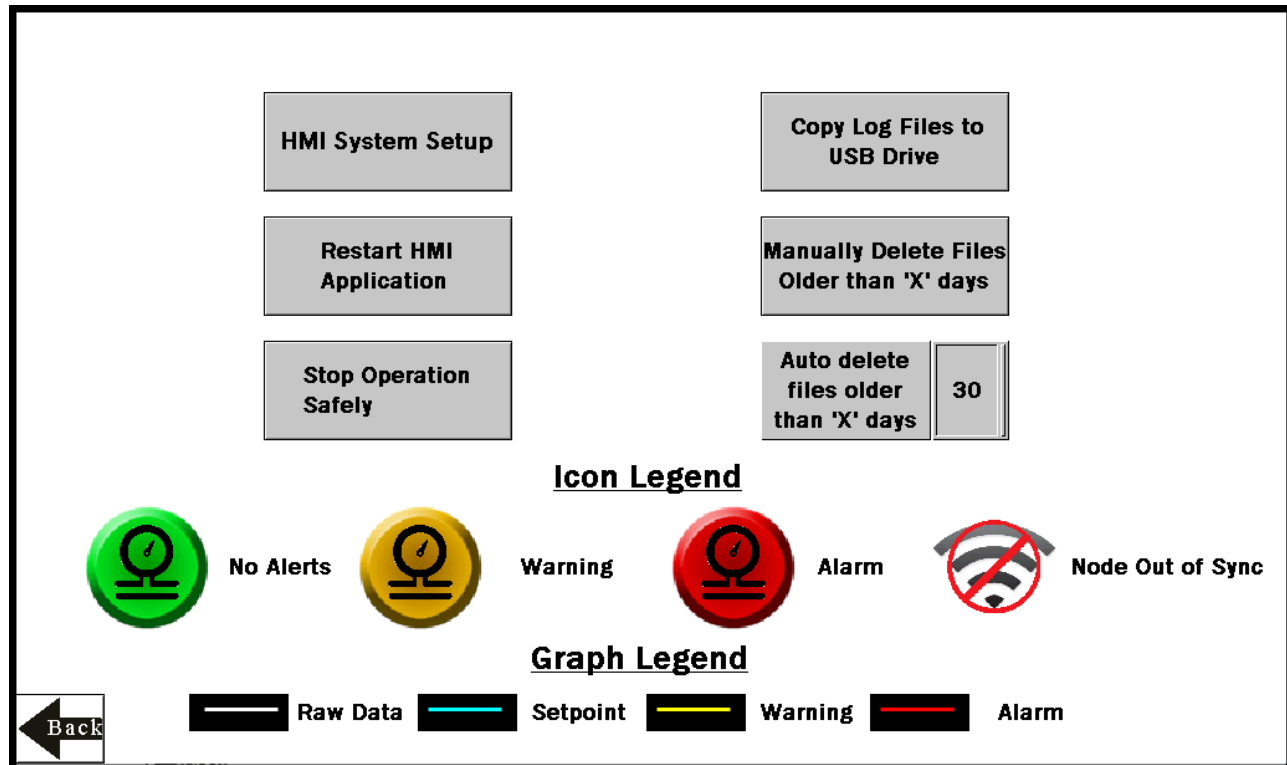 HMI System Setup
Copy Log Files to
USB Drive
Restart HMI
Application
Manually Delete Files
Older than 'X' days
Stop Operation
Safely
Auto delete
files older
than 'X' days
30
Icon Legend
No Alerts
Warning
Alarm
Node Out of Sync
Graph Legend
Back
Raw Data
Setpoint
Warning
Alarm